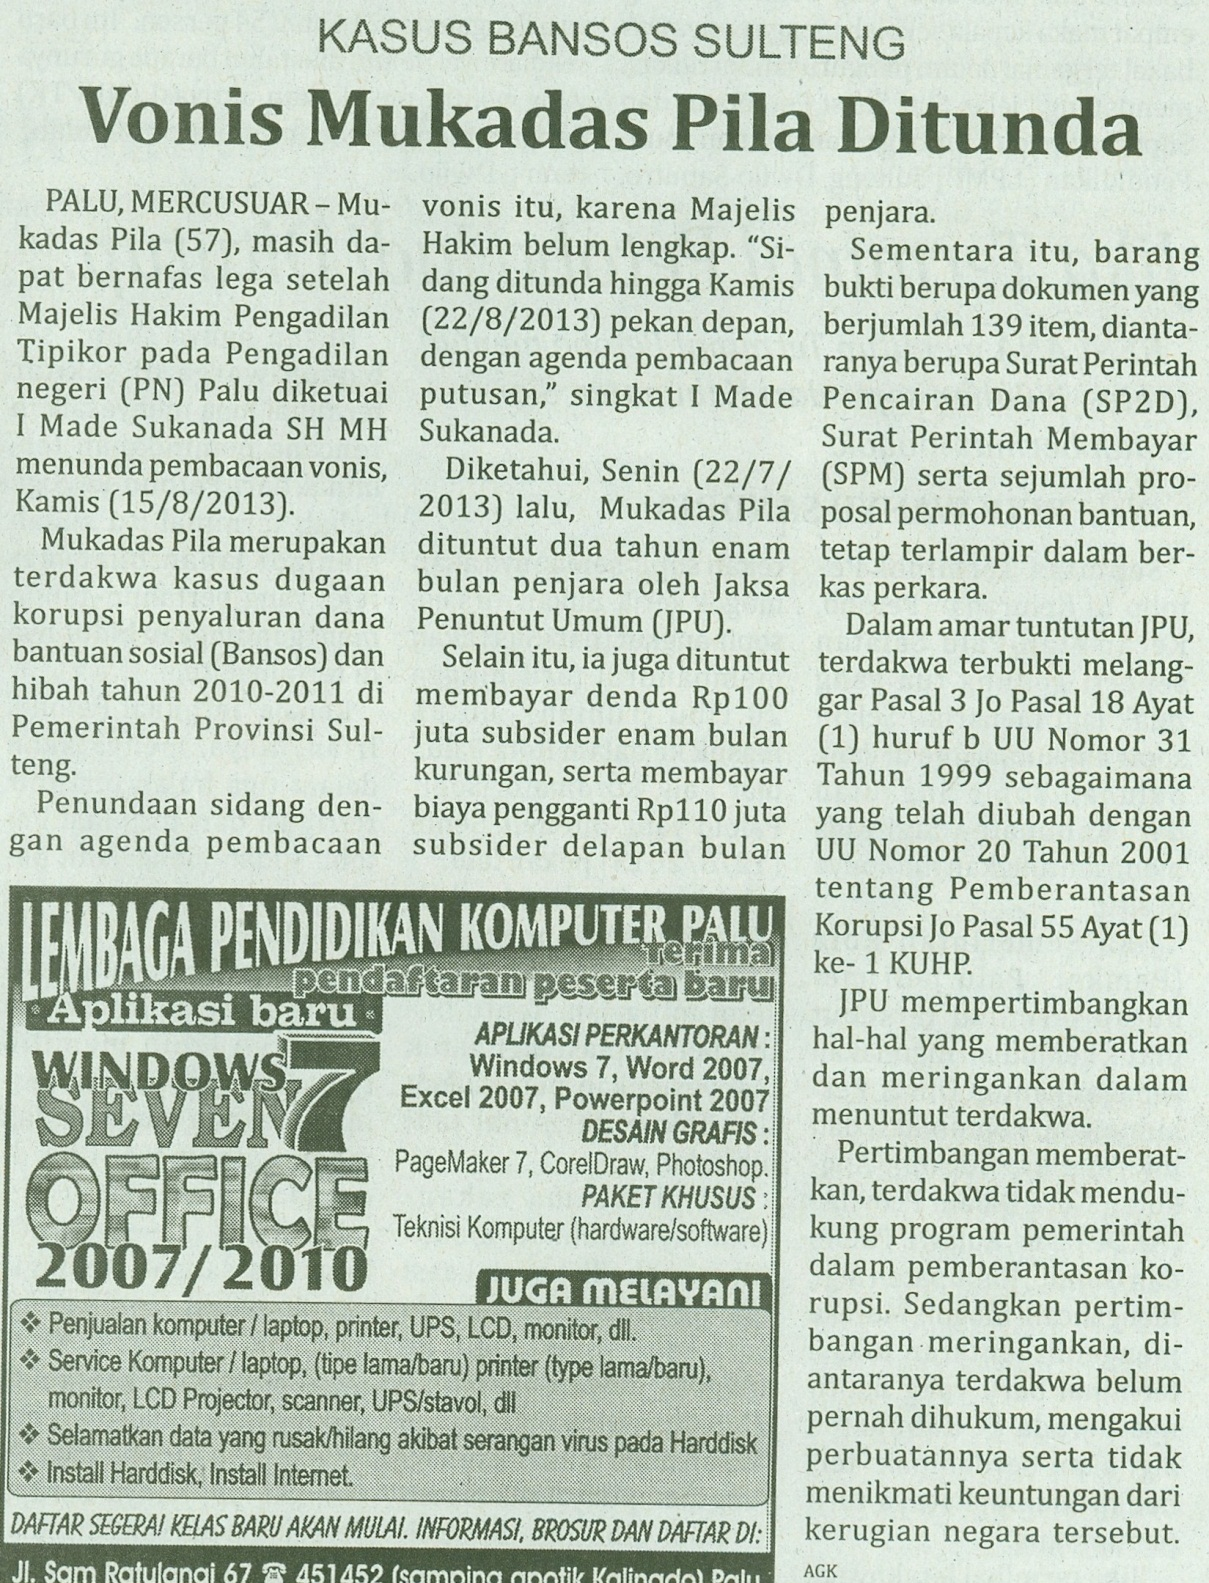 KASUS BANSOS SULTENG
Vonis Mukadas Pila Ditunda
PALU, MERCUSUAR – Mu-
kadas Pila (57), masih da-
pat bernafas lega setelah
Majelis Hakim Pengadilan
Tipikor pada Pengadilan
negeri (PN) Palu diketuai
I Made Sukanada SH MH
menunda pembacaan vonis,
Kamis (15/8/2013).
Mukadas Pila merupakan
terdakwa kasus dugaan
korupsi penyaluran dana
bantuan sosial (Bansos) dan
hibah tahun 2010-2011 di
Pemerintah Provinsi Sul-
teng.
Penundaan sidang den-
gan agenda pembacaan
vonis itu, karena Majelis
Hakim belum lengkap. “Si-
dang ditunda hingga Kamis
(22/8/2013) pekan depan,
dengan agenda pembacaan
putusan,” singkat I Made
Sukanada.
Diketahui, Senin (22/7/
2013) lalu, Mukadas Pila
dituntut dua tahun enam
bulan penjara oleh Jaksa
Penuntut Umum (JPU).
Selain itu, ia juga dituntut
membayar denda Rp100
juta subsider enam bulan
kurungan, serta membayar
biaya pengganti Rp110 juta
subsider delapan bulan
penjara.
Sementara itu, barang
bukti berupa dokumen yang
berjumlah 139 item, dianta-
ranya berupa Surat Perintah
Pencairan Dana (SP2D),
Surat Perintah Membayar
(SPM) serta sejumlah pro-
posal permohonan bantuan,
tetap terlampir dalam ber-
kas perkara.
Dalam amar tuntutan JPU,
terdakwa terbukti melang-
gar Pasal 3 Jo Pasal 18 Ayat
(1) huruf b UU Nomor 31
Tahun 1999 sebagaimana
yang telah diubah dengan
UU Nomor 20 Tahun 2001
tentang Pemberantasan
Korupsi Jo Pasal 55 Ayat (1)
ke- 1 KUHP.
JPU mempertimbangkan
hal-hal yang memberatkan
dan meringankan dalam
menuntut terdakwa.
Pertimbangan memberat-
kan, terdakwa tidak mendu-
kung program pemerintah
dalam pemberantasan ko-
rupsi. Sedangkan pertim-
bangan meringankan, di-
antaranya terdakwa belum
pernah dihukum, mengakui
perbuatannya serta tidak
menikmati keuntungan dari
kerugian negara tersebut.
AGK
LEMBAGA PENDIDIKAN KOMPUTER PALU
Terima
pendaftaran peserta baru
Aplikasi baru
WINDOWS 7
SEVEN
OFFICE
2007/2010
APLIKASI PERKANTORAN :
Windows 7, Word 2007,
Excel 2007, Powerpoint 2007
DESAIN GRAFIS :
PageMaker 7, CorelDraw, Photoshop.
PAKET KHUSUS :
Teknisi Komputer (hardware/software)
JUGA MELAYANI
❖ Penjualan komputer / laptop, printer, UPS, LCD, monitor, dll.
❖ Service Komputer / laptop, (tipe lama/baru) printer (type lama/baru),
monitor, LCD Projector, scanner, UPS/stavol, dll
❖ Selamatkan data yang rusak/hilang akibat serangan virus pada Harddisk
❖ Install Harddisk, Install Internet.
DAFTAR SEGERA! KELAS BARU AKAN MULAI. INFORMASI, BROSUR DAN DAFTAR DI:
Jl. Sam Ratulangi 67 ☎ 451452 (samping apotik Kalingado) Palu